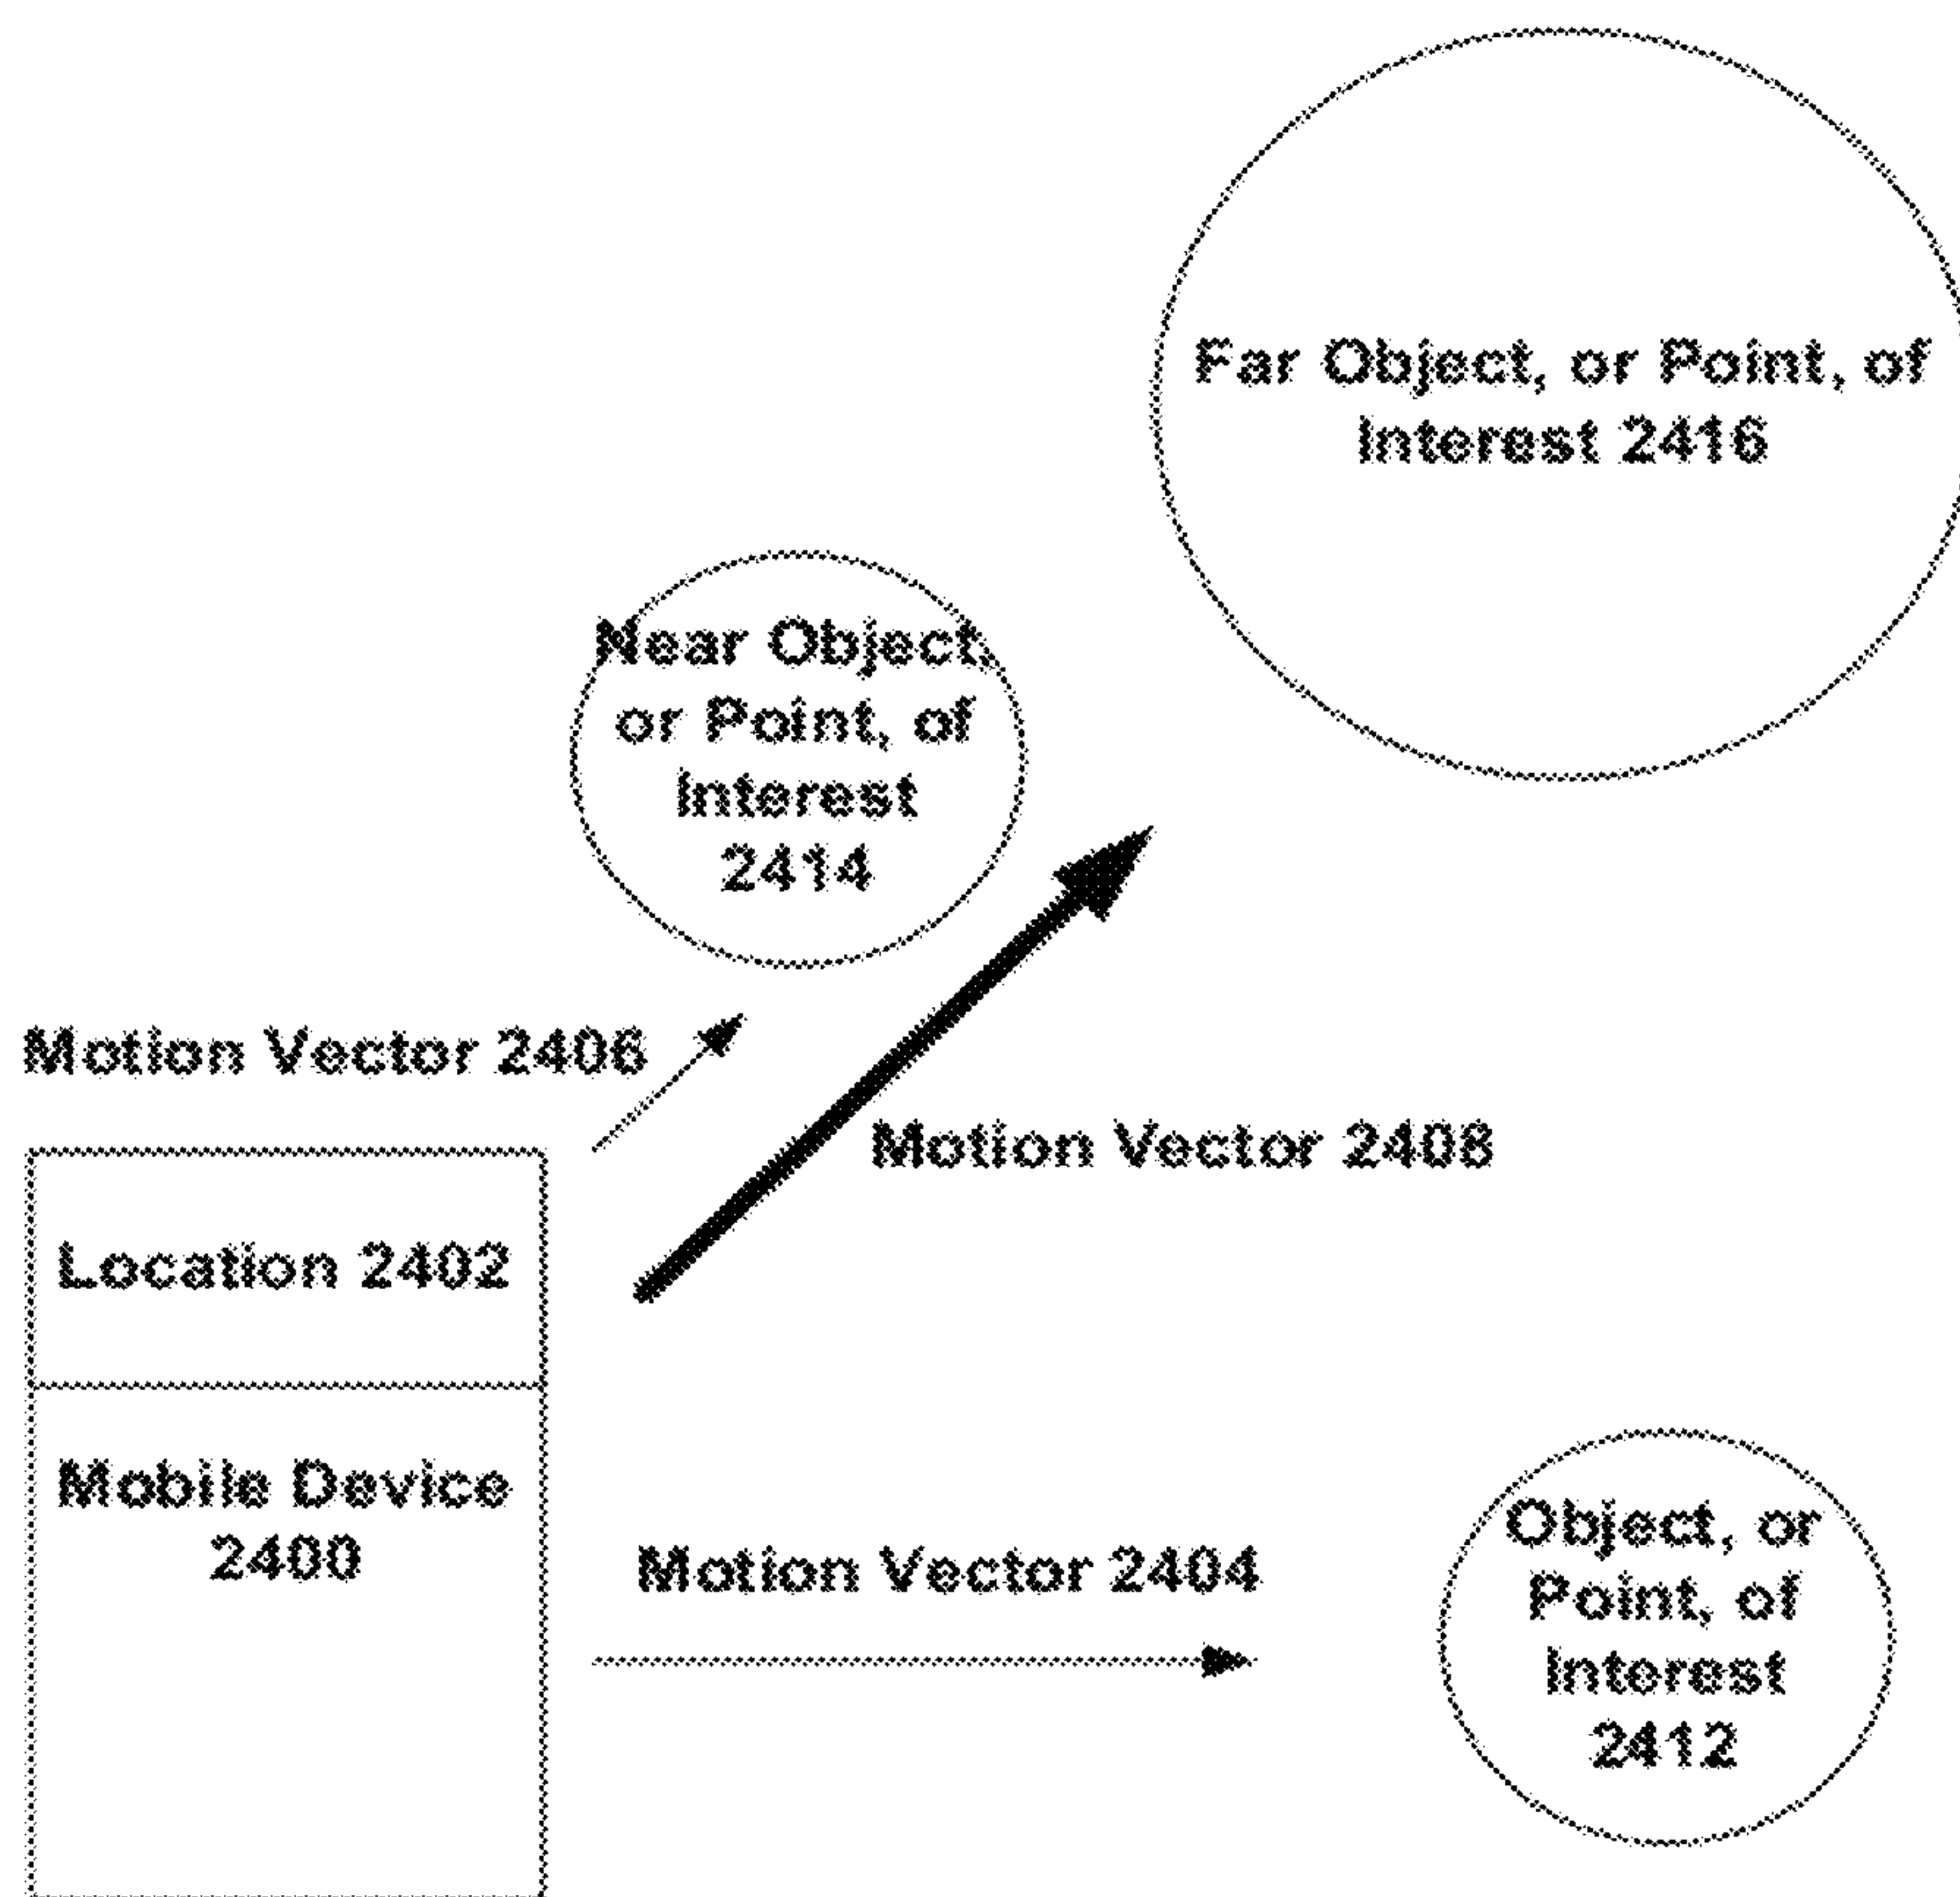 Far Object, or Point, of
Interest 2416
Near Object,
or Point, of
Interest
2414
Motion Vector 2406
Motion Vector 2408
Location 2402
Mobile Device
2400
Motion Vector 2404
Object, or
Point, of
Interest
2412